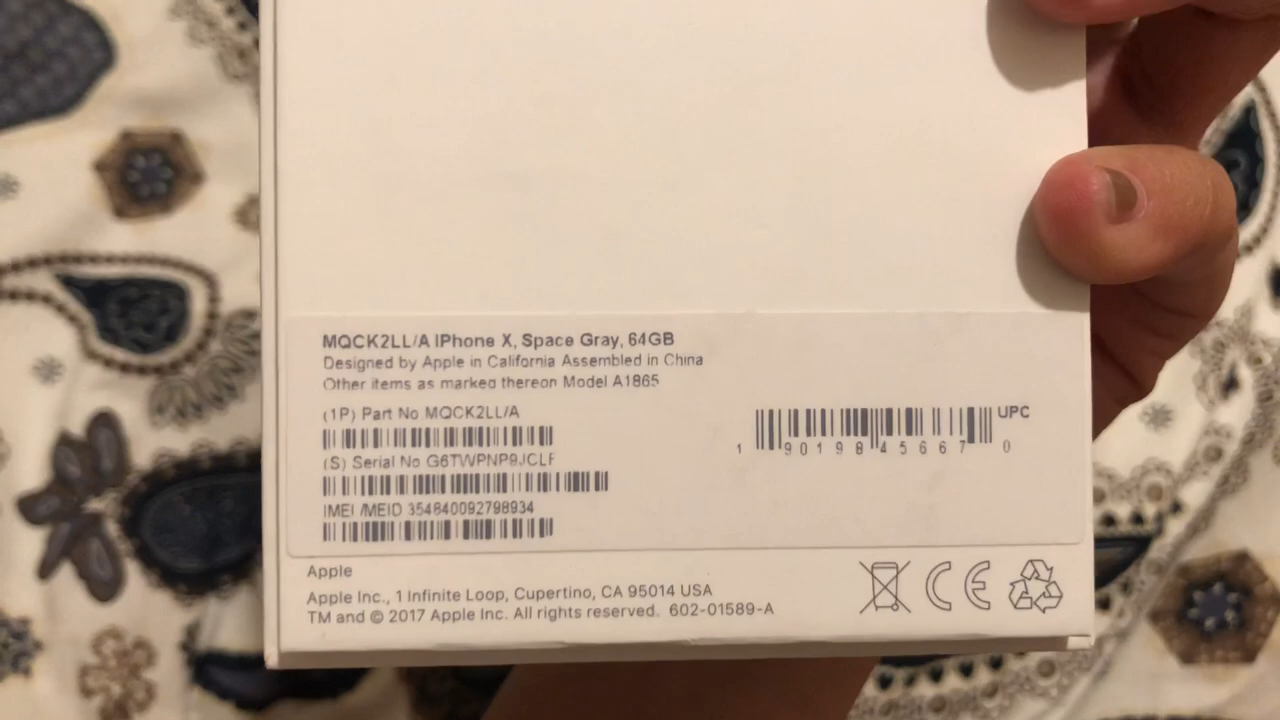 MQCK2LL/A IPhone X, Space Gray, 64GB
Designed by Apple in California Assembled in China
Other items as marked thereon Model A1865
(1P) Part No MQCK2LL/A
(S) Serial No G6TWPNP9JCLF
IMEI /MEID 354840092798934
UPC
1 90198 45667 0
Apple
Apple Inc., 1 Infinite Loop, Cupertino, CA 95014 USA
TM and © 2017 Apple Inc. All rights reserved. 602-01589-A
CE